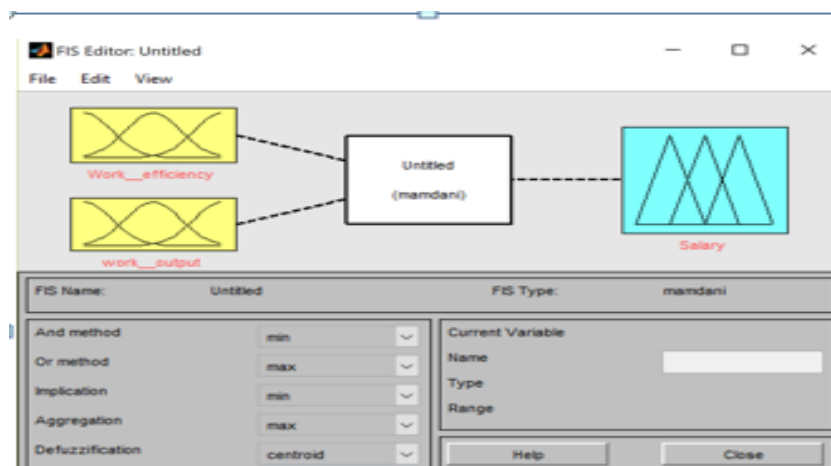 FIS Editor: Untitled
File Edit View
Work__efficiency
work__output
Untitled
(mamdani)
Salary
FIS Name: Untitled FIS Type: mamdani
And method min
Or method max
Implication min
Aggregation max
Defuzzification centroid
Current Variable
Name
Type
Range
Help Close